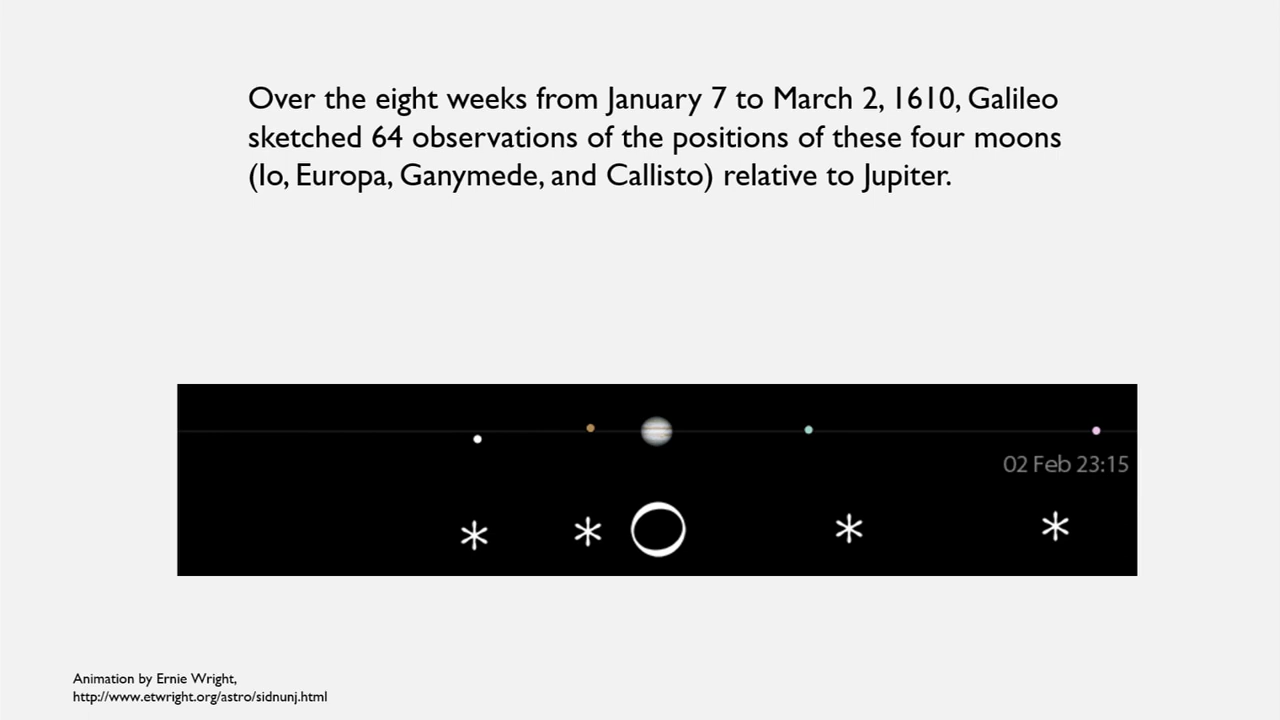 Over the eight weeks from January 7 to March 2, 1610, Galileo
sketched 64 observations of the positions of these four moons
(Io, Europa, Ganymede, and Callisto) relative to Jupiter.
02 Feb 23:15
Animation by Ernie Wright,
http://www.etwright.org/astro/sidnunj.html